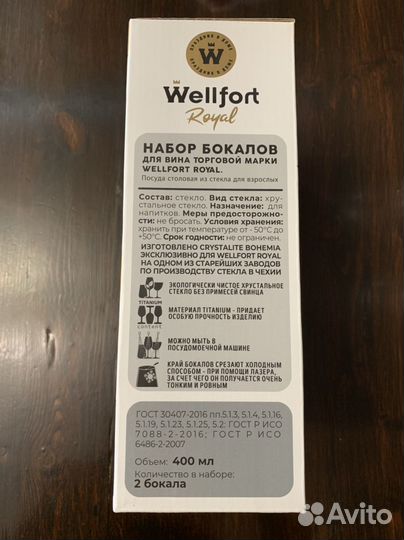 ПРАЗДНИК В ДОМЕ
W
ПРАЗДНИК В ДОМЕ
Wellfort
Royal
НАБОР БОКАЛОВ
ДЛЯ ВИНА ТОРГОВОЙ МАРКИ
WELLFORT ROYAL.
Посуда столовая из стекла для взрослых
Состав: стекло. Вид стекла: хру-
стальное стекло. Назначение: для
напитков. Меры предосторожно-
сти: не бросать. Условия хранения:
хранить при температуре от - 50°С до
+50°С. Срок годности: не ограничен.
ИЗГОТОВЛЕНО CRYSTALITE BOHEMIA
ЭКСКЛЮЗИВНО ДЛЯ WELLFORT ROYAL
НА ОДНОМ ИЗ СТАРЕЙШИХ ЗАВОДОВ
ПО ПРОИЗВОДСТВУ СТЕКЛА В ЧЕХИИ
ЭКОЛОГИЧЕСКИ ЧИСТОЕ ХРУСТАЛЬНОЕ
СТЕКЛО БЕЗ ПРИМЕСЕЙ СВИНЦА
TITANIUM
content
МАТЕРИАЛ TITANIUM - ПРИДАЕТ
ОСОБУЮ ПРОЧНОСТЬ ИЗДЕЛИЮ
МОЖНО МЫТЬ В
ПОСУДОМОЕЧНОЙ МАШИНЕ
КРАЙ БОКАЛОВ СРЕЗАЮТ ХОЛОДНЫМ
СПОСОБОМ - ПРИ ПОМОЩИ ЛАЗЕРА,
ЗА СЧЕТ ЧЕГО ОН ПОЛУЧАЕТСЯ ОЧЕНЬ
ТОНКИМ И РОВНЫМ
ГОСТ 30407-2016 пп.5.1.3, 5.1.4, 5.1.16,
5.1.19, 5.1.23, 5.1.25, 5.2; ГОСТ Р ИСО
7088-2-2016; ГОСТ Р ИСО
6486-2-2007
Объем: 400 мл
Количество в наборе:
2 бокала
Avito